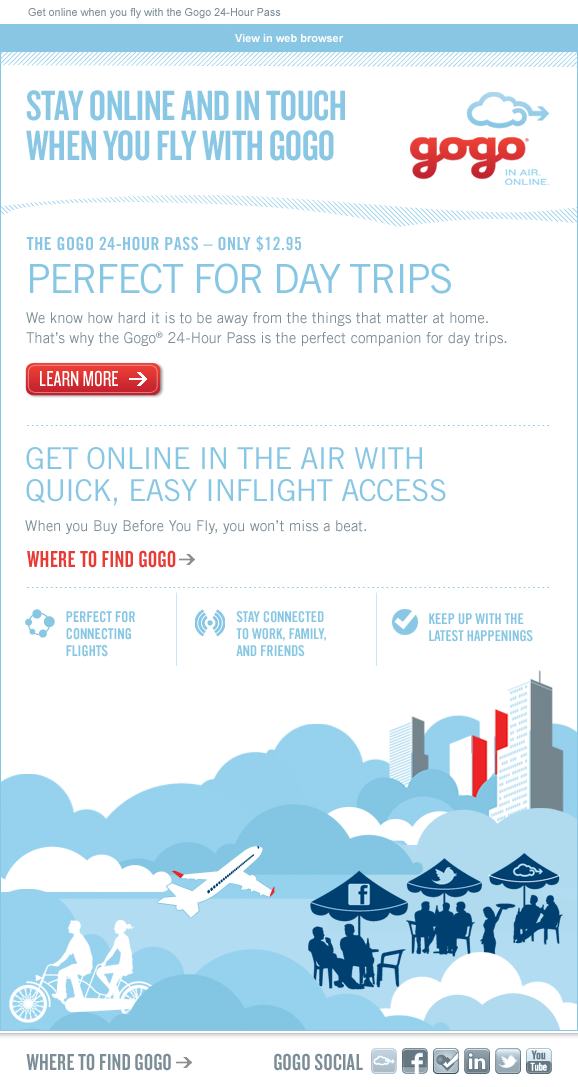 Get online when you fly with the Gogo 24-Hour Pass
View in web browser
STAY ONLINE AND IN TOUCH
WHEN YOU FLY WITH GOGO
gogo®
IN AIR.
ONLINE.
THE GOGO 24-HOUR PASS – ONLY $12.95
PERFECT FOR DAY TRIPS
We know how hard it is to be away from the things that matter at home.
That's why the Gogo® 24-Hour Pass is the perfect companion for day trips.
LEARN MORE
GET ONLINE IN THE AIR WITH
QUICK, EASY INFLIGHT ACCESS
When you Buy Before You Fly, you won't miss a beat.
WHERE TO FIND GOGO
PERFECT FOR
CONNECTING
FLIGHTS
STAY CONNECTED
TO WORK, FAMILY,
AND FRIENDS
KEEP UP WITH THE
LATEST HAPPENINGS
f
WHERE TO FIND GOGO
GOGO SOCIAL
f
in
You
Tube